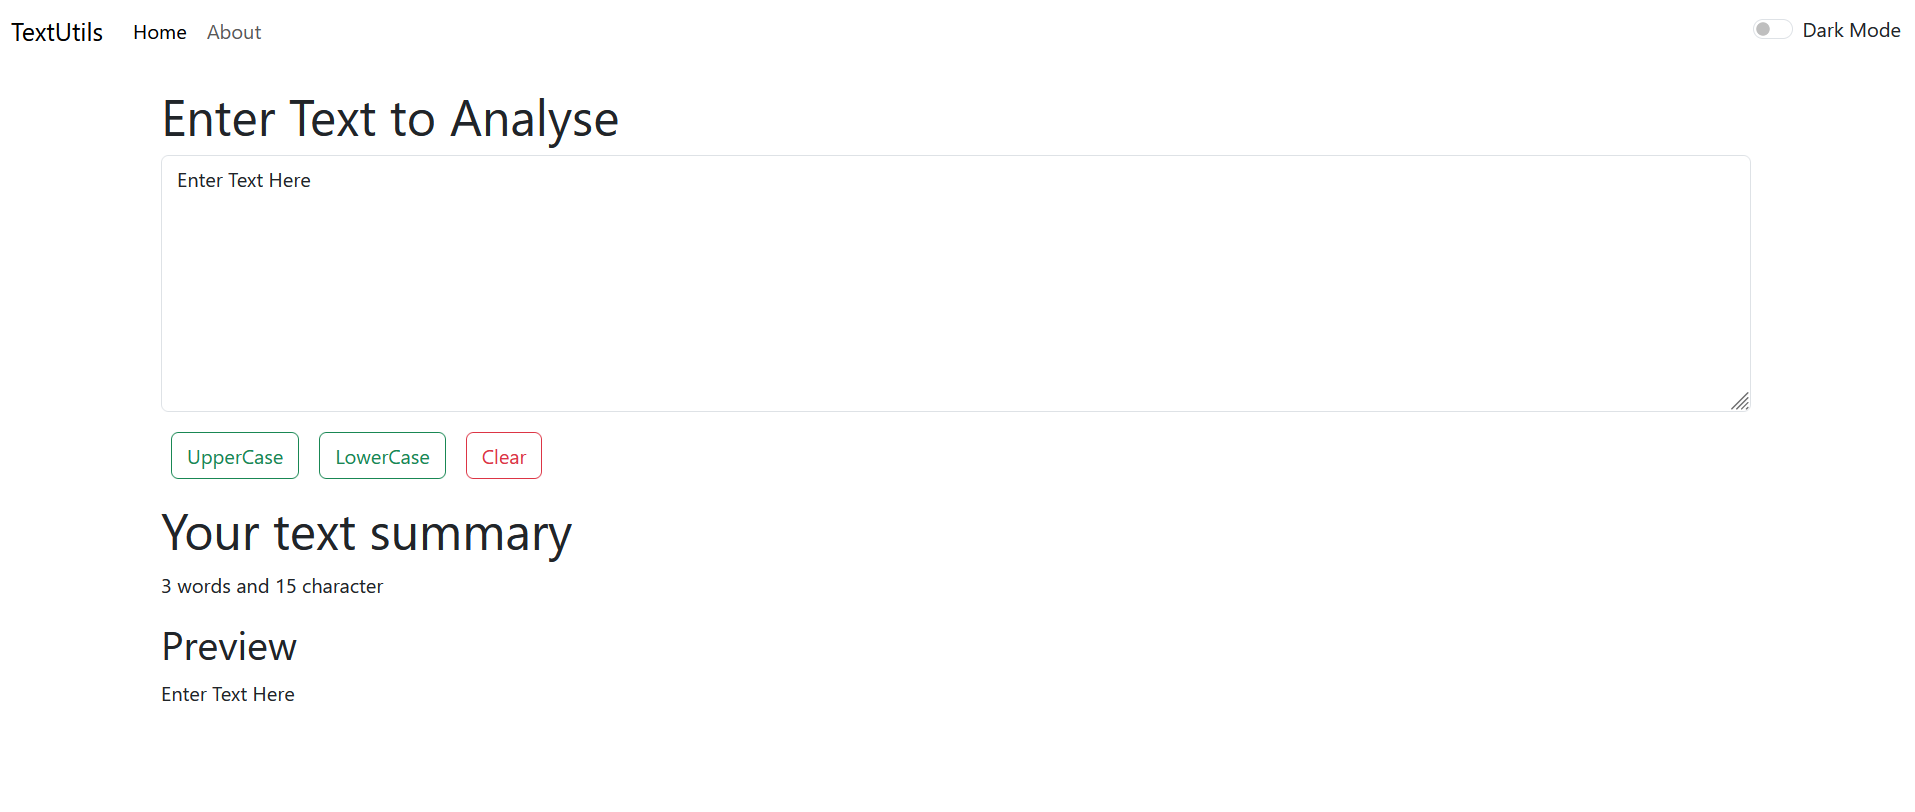 TextUtils Home About Dark Mode
Enter Text to Analyse
Enter Text Here
UpperCase LowerCase Clear
Your text summary
3 words and 15 character
Preview
Enter Text Here